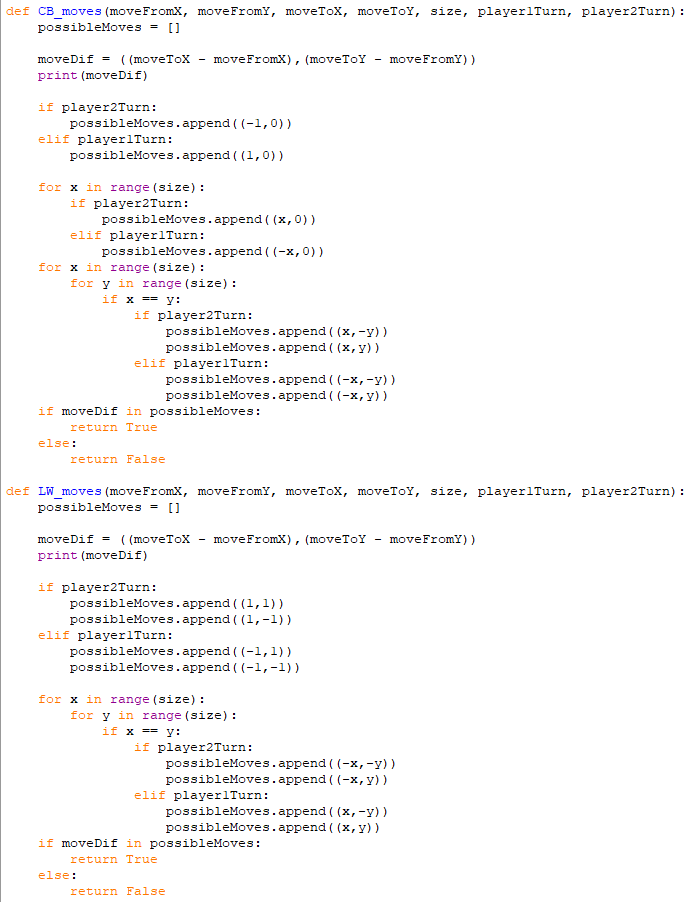 def CB_moves(moveFromX, moveFromY, moveToX, moveToY, size, player1Turn, player2Turn):
    possibleMoves = []

    moveDif = ((moveToX - moveFromX),(moveToY - moveFromY))
    print(moveDif)

    if player2Turn:
        possibleMoves.append((-1,0))
    elif player1Turn:
        possibleMoves.append((1,0))

    for x in range(size):
        if player2Turn:
            possibleMoves.append((x,0))
        elif player1Turn:
            possibleMoves.append((-x,0))
    for x in range(size):
        for y in range(size):
            if x == y:
                if player2Turn:
                    possibleMoves.append((x,-y))
                    possibleMoves.append((x,y))
                elif player1Turn:
                    possibleMoves.append((-x,-y))
                    possibleMoves.append((-x,y))
    if moveDif in possibleMoves:
        return True
    else:
        return False

def LW_moves(moveFromX, moveFromY, moveToX, moveToY, size, player1Turn, player2Turn):
    possibleMoves = []

    moveDif = ((moveToX - moveFromX),(moveToY - moveFromY))
    print(moveDif)

    if player2Turn:
        possibleMoves.append((1,1))
        possibleMoves.append((1,-1))
    elif player1Turn:
        possibleMoves.append((-1,1))
        possibleMoves.append((-1,-1))

    for x in range(size):
        for y in range(size):
            if x == y:
                if player2Turn:
                    possibleMoves.append((-x,-y))
                    possibleMoves.append((-x,y))
                elif player1Turn:
                    possibleMoves.append((x,-y))
                    possibleMoves.append((x,y))
    if moveDif in possibleMoves:
        return True
    else:
        return False